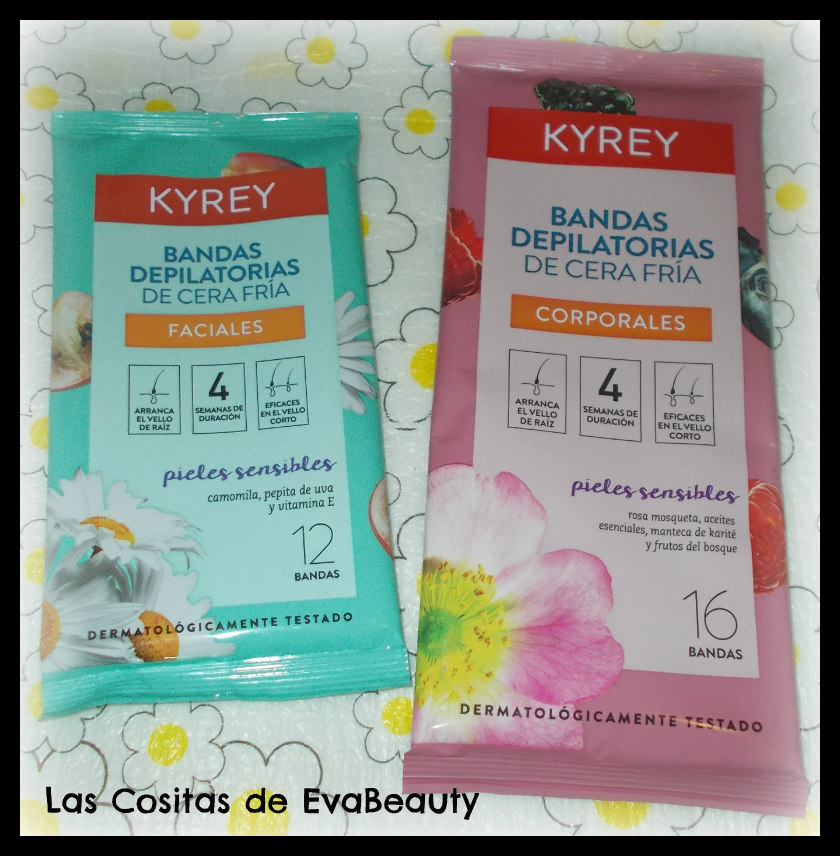 KYREY
BANDAS
DEPILATORIAS
DE CERA FRÍA
FACIALES
ARRANCA
EL VELLO
DE RAÍZ
4
SEMANAS DE
DURACIÓN
EFICACES
EN EL VELLO
CORTO
pieles sensibles
camomila, pepita de uva
y vitamina E
12
BANDAS
DERMATOLÓGICAMENTE TESTADO
KYREY
BANDAS
DEPILATORIAS
DE CERA FRÍA
CORPORALES
ARRANCA
EL VELLO
DE RAÍZ
4
SEMANAS DE
DURACIÓN
EFICACES
EN EL VELLO
CORTO
pieles sensibles
rosa mosqueta, aceites
esenciales, manteca de karité
y frutos del bosque
16
BANDAS
DERMATOLÓGICAMENTE TESTADO
Las Cositas de EvaBeauty